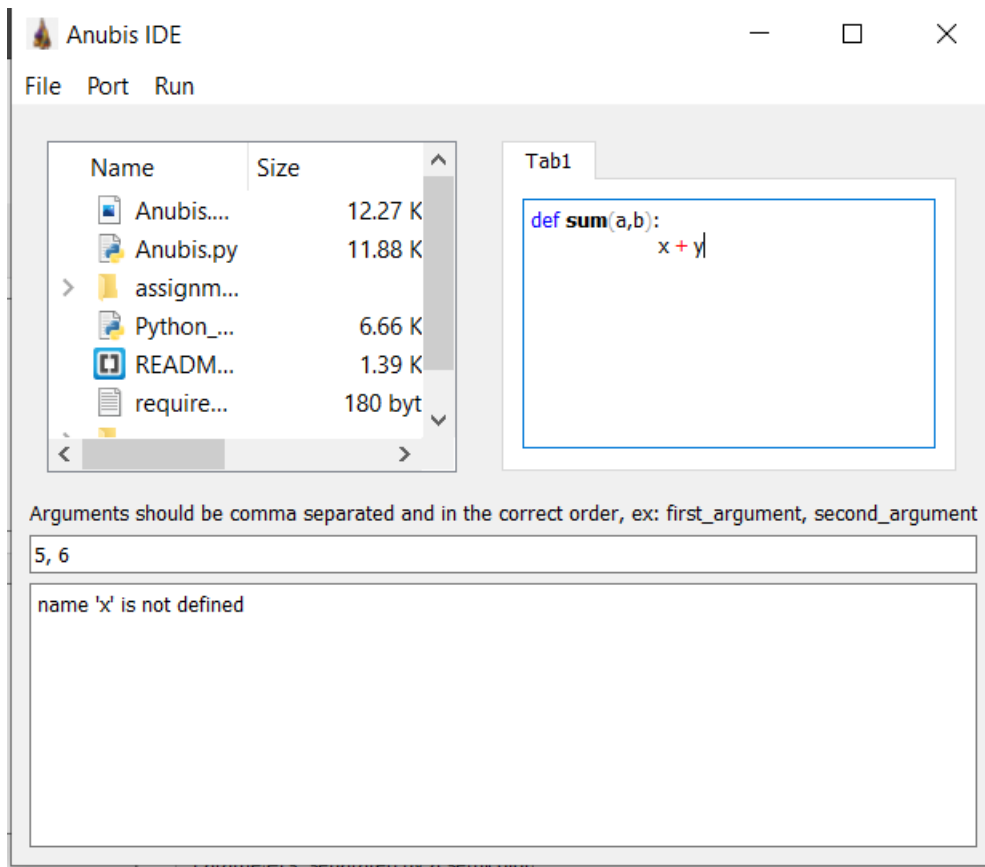 Anubis IDE
File Port Run
Name Size
Anubis.... 12.27 K
Anubis.py 11.88 K
assignm...
Python_... 6.66 K
READM... 1.39 K
require... 180 byt
Tab1
def sum(a,b):
x + y
Arguments should be comma separated and in the correct order, ex: first_argument, second_argument
5, 6
name 'x' is not defined